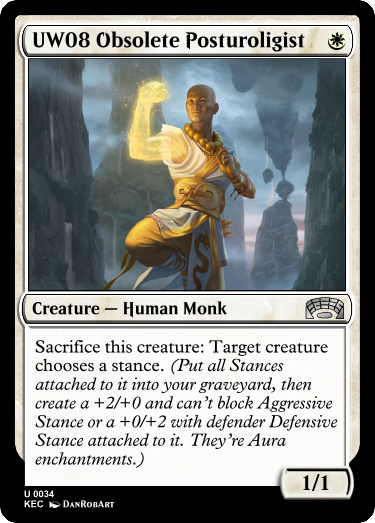 UW08 Obsolete Posturoligist
Creature — Human Monk
Sacrifice this creature: Target creature
chooses a stance. (Put all Stances
attached to it into your graveyard, then
create a +2/+0 and can't block Aggressive
Stance or a +0/+2 with defender Defensive
Stance attached to it. They're Aura
enchantments.)
1/1
U 0034
KEC DanRobArt